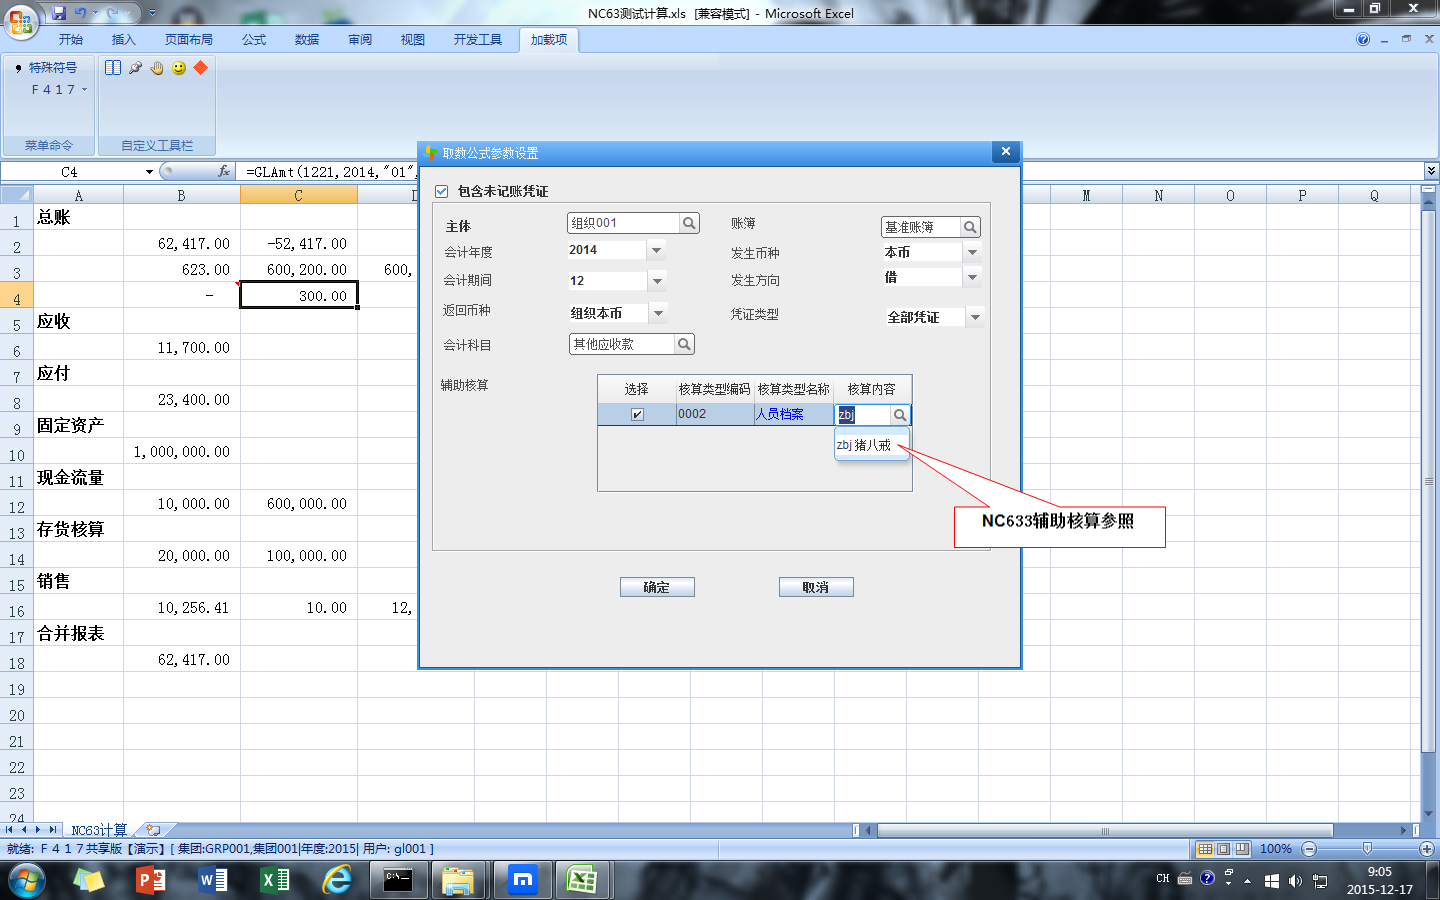 NC63测试计算.xls [兼容模式] - Microsoft Excel
开始 插入 页面布局 公式 数据 审阅 视图 开发工具 加载项
特殊符号
F 4 1 7
菜单命令 自定义工具栏
C4 fx =GLAmt(1221,2014,"01",
A B C D M N O P Q
1 总账
2 62,417.00 -52,417.00
3 623.00 600,200.00 600,
4 - 300.00
5 应收
6 11,700.00
7 应付
8 23,400.00
9 固定资产
10 1,000,000.00
11 现金流量
12 10,000.00 600,000.00
13 存货核算
14 20,000.00 100,000.00
15 销售
16 10,256.41 10.00 12,
17 合并报表
18 62,417.00
19
20
21
22
23
24
取数公式参数设置
包含未记账凭证
主体 组织001 账簿 基准账簿
会计年度 2014 发生币种 本币
会计期间 12 发生方向 借
返回币种 组织本币 凭证类型 全部凭证
会计科目 其他应收款
辅助核算
选择 核算类型编码 核算类型名称 核算内容
0002 人员档案 zbj
zbj 猪八戒
NC633辅助核算参照
确定 取消
NC63计算
就绪: F 4 1 7 共享版【演示】[ 集团:GRP001,集团001|年度:2015| 用户: gl001 ] 100%
CH 9:05
2015-12-17